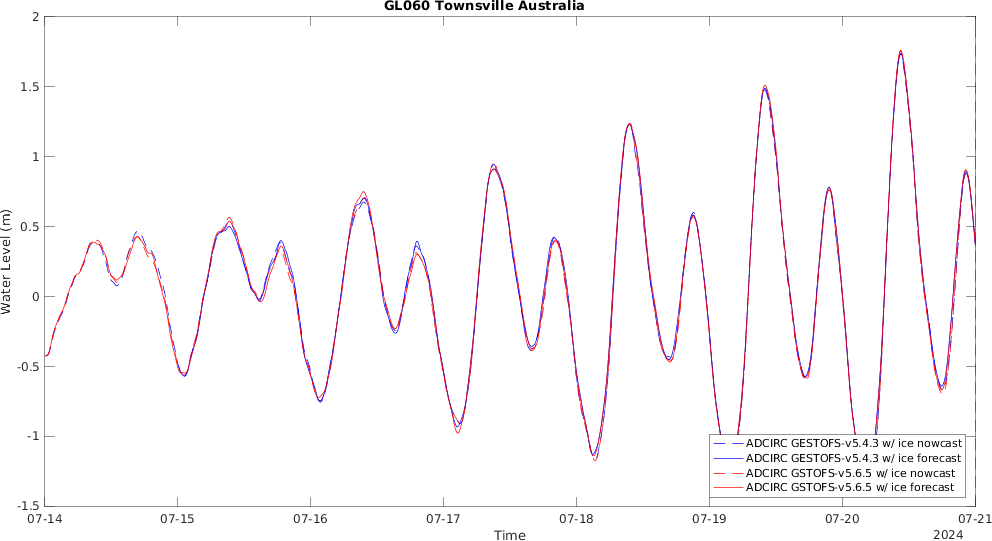 GL060 Townsville Australia
2
1.5
1
0.5
0
-0.5
-1
-1.5
Water Level (m)
ADCIRC GESTOFS-v5.4.3 w/ ice nowcast
ADCIRC GESTOFS-v5.4.3 w/ ice forecast
ADCIRC GSTOFS-v5.6.5 w/ ice nowcast
ADCIRC GSTOFS-v5.6.5 w/ ice forecast
07-14 07-15 07-16 07-17 07-18 07-19 07-20 07-21
Time
2024